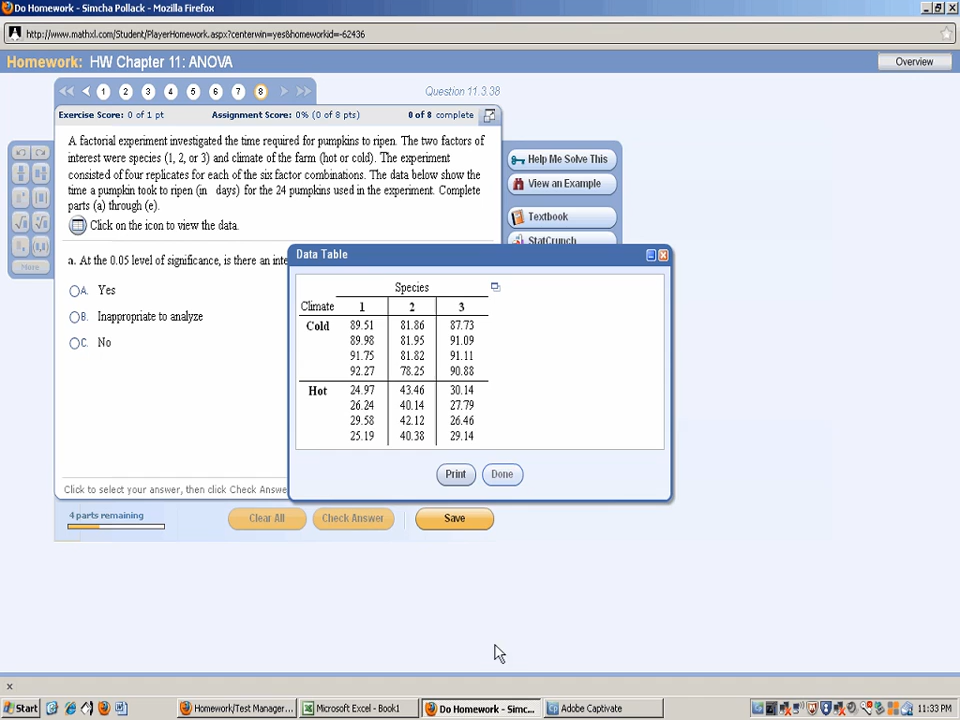 Do Homework - Simcha Pollack - Mozilla Firefox
http://www.mathxl.com/Student/PlayerHomework.aspx?centerwin=yes&homeworkid=-62436
Homework: HW Chapter 11: ANOVA
Overview
1 2 3 4 5 6 7 8
Question 11.3.38
Exercise Score: 0 of 1 pt Assignment Score: 0% (0 of 8 pts) 0 of 8 complete
A factorial experiment investigated the time required for pumpkins to ripen. The two factors of
interest were species (1, 2, or 3) and climate of the farm (hot or cold). The experiment
consisted of four replicates for each of the six factor combinations. The data below show the
time a pumpkin took to ripen (in days) for the 24 pumpkins used in the experiment. Complete
parts (a) through (e).
Click on the icon to view the data.
Help Me Solve This
View an Example
Textbook
StatCrunch
More
a. At the 0.05 level of significance, is there an inte
A. Yes
B. Inappropriate to analyze
C. No
Data Table
Species
Climate 1 2 3
Cold 89.51 81.86 87.73
89.98 81.95 91.09
91.75 81.82 91.11
92.27 78.25 90.88
Hot 24.97 43.46 30.14
26.24 40.14 27.79
29.58 42.12 26.46
25.19 40.38 29.14
Print Done
Click to select your answer, then click Check Answe
4 parts remaining
Clear All Check Answer Save
x
Start Homework/Test Manager... Microsoft Excel - Book1 Do Homework - Simc... Adobe Captivate 11:33 PM